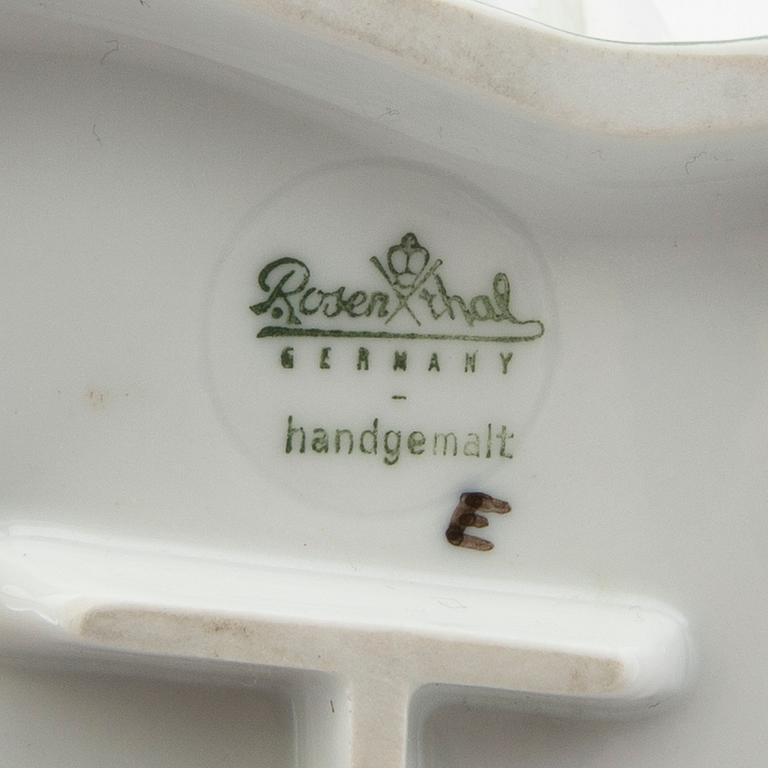 Rosenthal
GERMANY
-
handgemalt
E